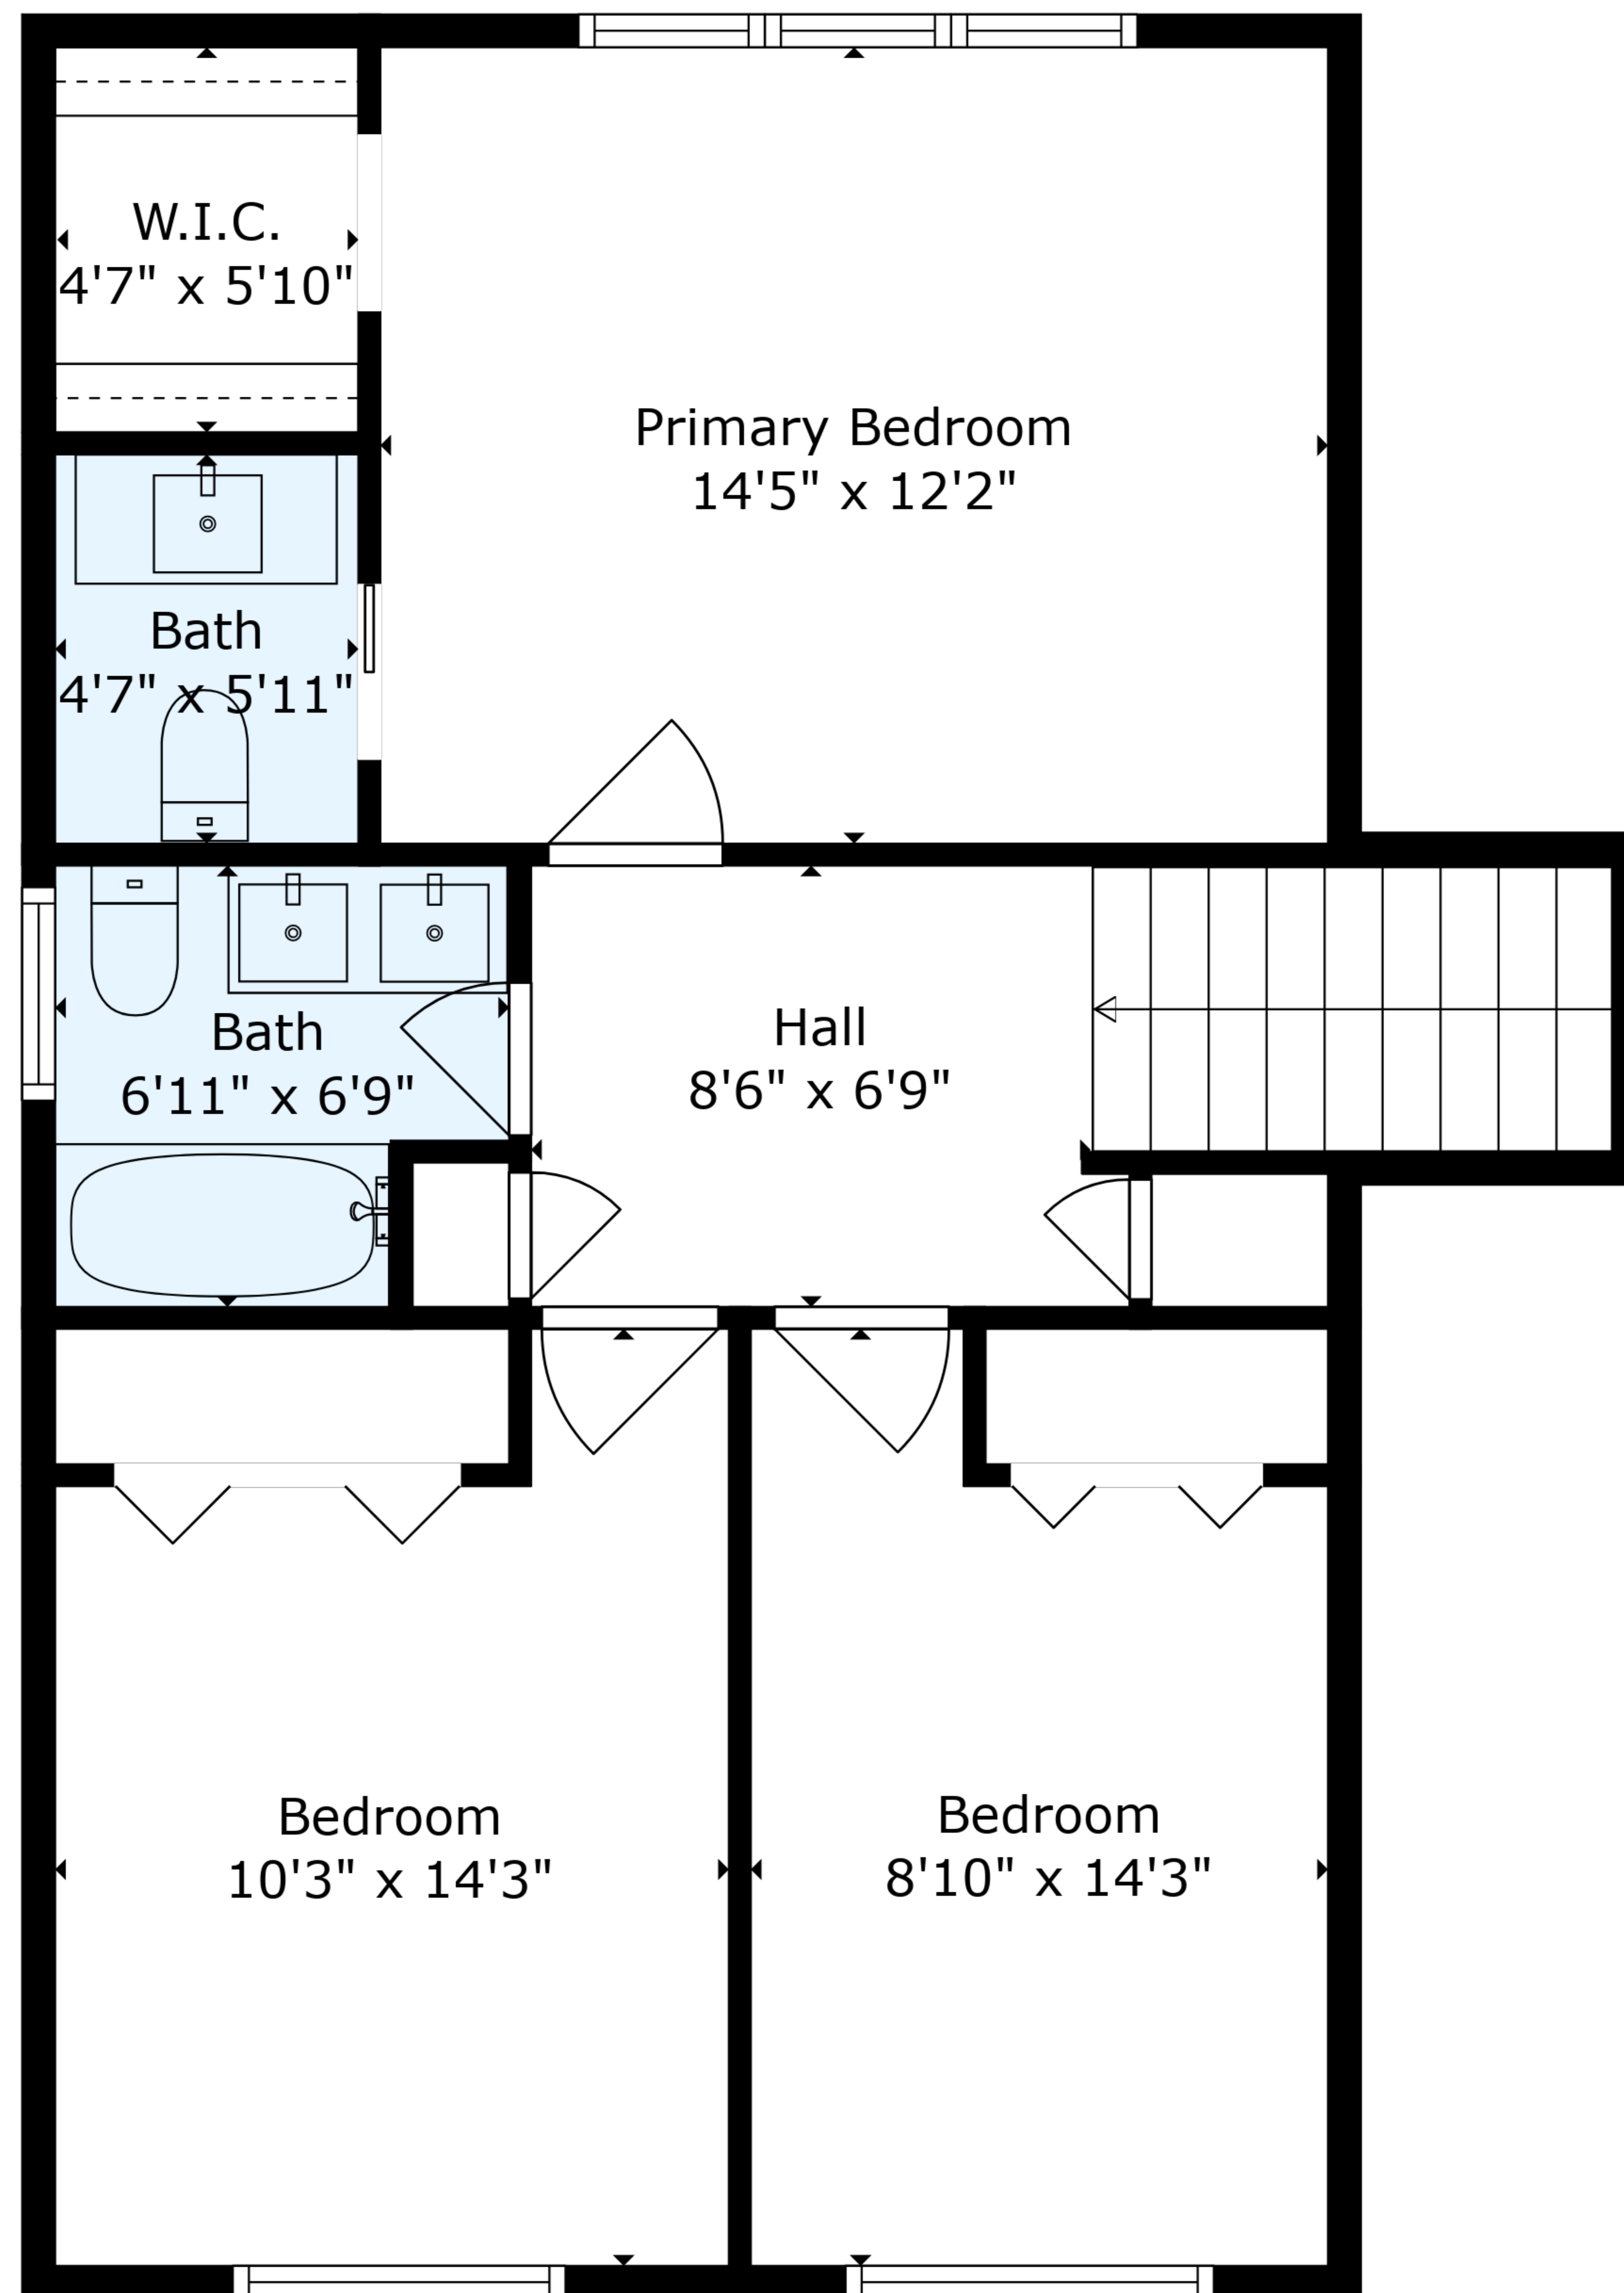 W.I.C.
4'7" x 5'10"
Primary Bedroom
14'5" x 12'2"
Bath
4'7" x 5'11"
Bath
6'11" x 6'9"
Hall
8'6" x 6'9"
Bedroom
10'3" x 14'3"
Bedroom
8'10" x 14'3"